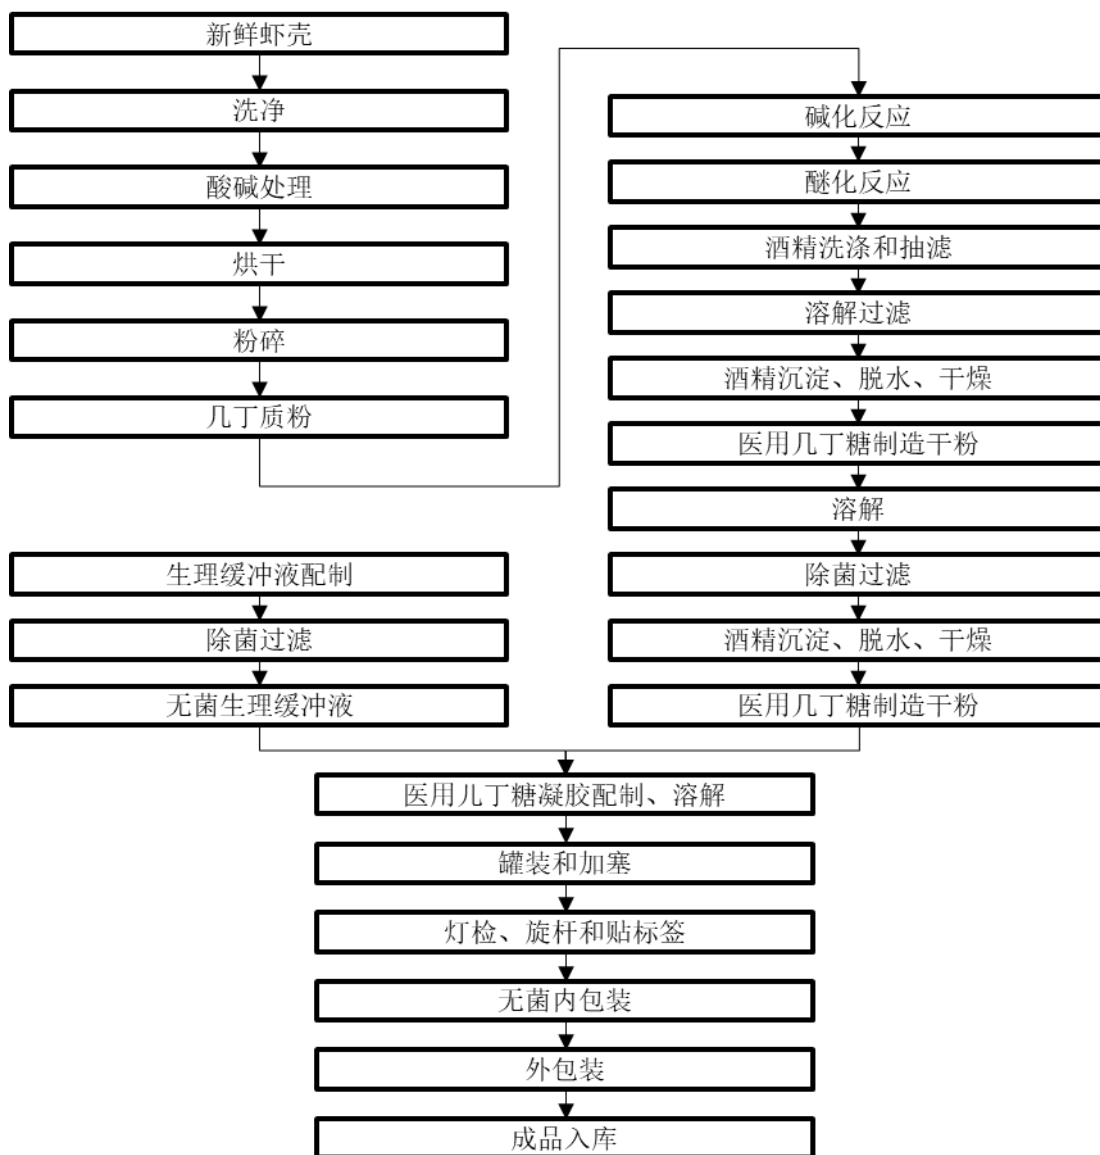 新鲜虾壳
洗净
酸碱处理
烘干
粉碎
几丁质粉
碱化反应
醚化反应
酒精洗涤和抽滤
溶解过滤
酒精沉淀、脱水、干燥
医用几丁糖制造干粉
溶解
除菌过滤
酒精沉淀、脱水、干燥
医用几丁糖制造干粉
生理缓冲液配制
除菌过滤
无菌生理缓冲液
医用几丁糖凝胶配制、溶解
罐装和加塞
灯检、旋杆和贴标签
无菌内包装
外包装
成品入库